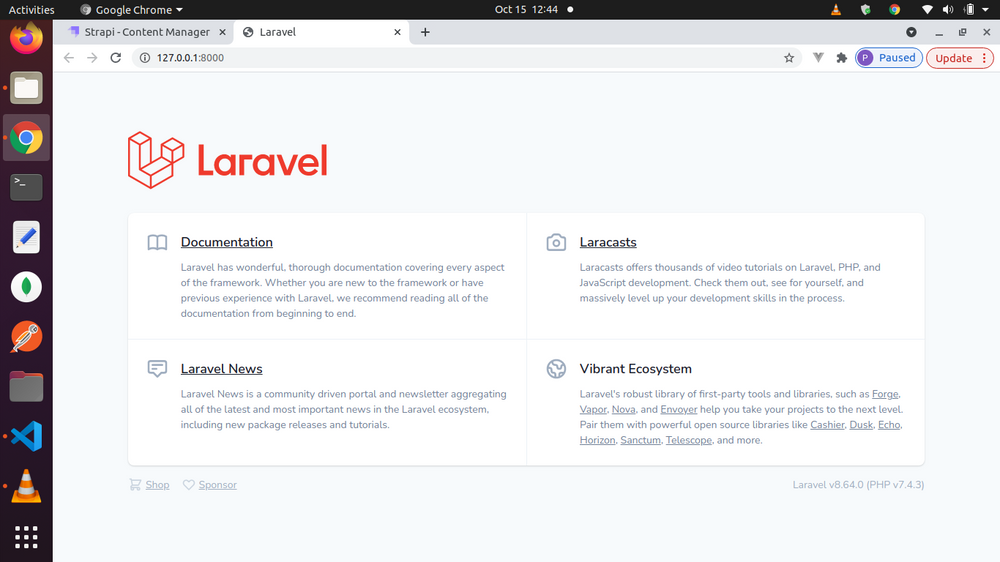 Activities
Google Chrome
Oct 15 12:44
Strapi - Content Manager
Laravel
127.0.0.1:8000
P
Paused
Update
>_
Laravel
Documentation
Laravel has wonderful, thorough documentation covering every aspect
of the framework. Whether you are new to the framework or have
previous experience with Laravel, we recommend reading all of the
documentation from beginning to end.
Laracasts
Laracasts offers thousands of video tutorials on Laravel, PHP, and
JavaScript development. Check them out, see for yourself, and
massively level up your development skills in the process.
Laravel News
Laravel News is a community driven portal and newsletter aggregating
all of the latest and most important news in the Laravel ecosystem,
including new package releases and tutorials.
Vibrant Ecosystem
Laravel's robust library of first-party tools and libraries, such as Forge,
Vapor, Nova, and Envoyer help you take your projects to the next level.
Pair them with powerful open source libraries like Cashier, Dusk, Echo,
Horizon, Sanctum, Telescope, and more.
Shop
Sponsor
Laravel v8.64.0 (PHP v7.4.3)